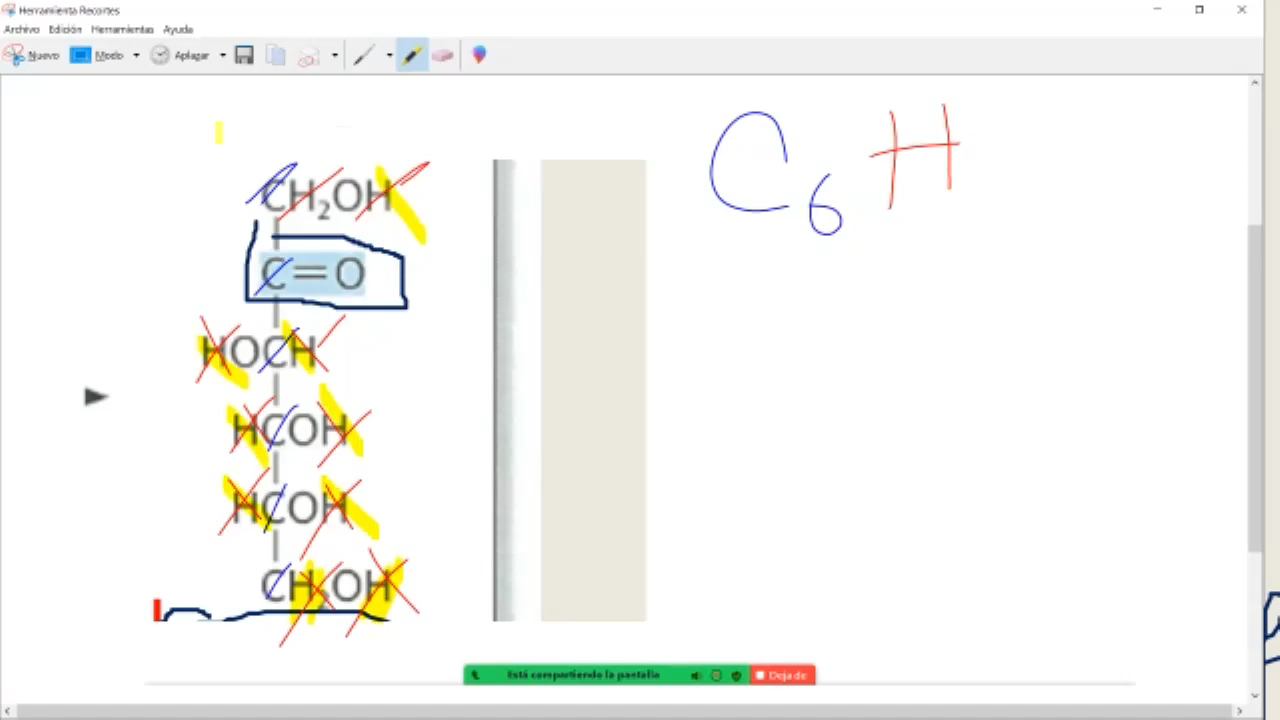 Herramienta Recortes
Archivo Edición Herramientas Ayuda
Nuevo Modo Aplazar
C₆H
CH₂OH
C=O
HOCH
HCOH
HCOH
CH₂OH
Está compartiendo la pantalla Deja de